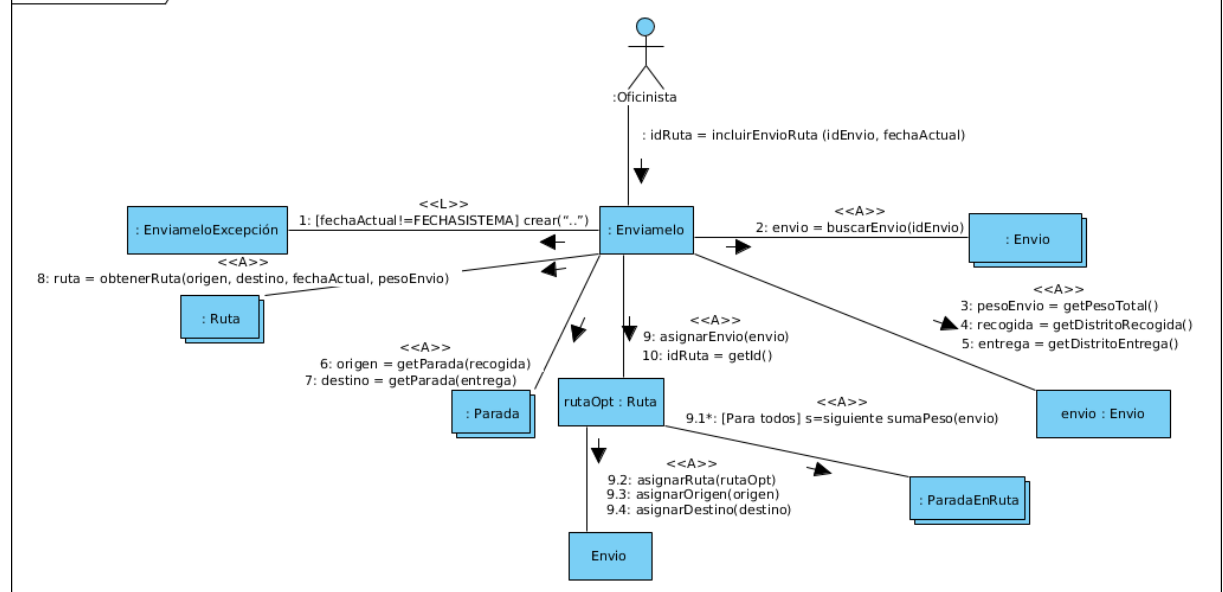 :Oficinista
: idRuta = incluirEnvioRuta (idEnvio, fechaActual)
<<L>>
1: [fechaActual!=FECHASISTEMA] crear(“..”)
: EnviameloExcepción
: Enviamelo
<<A>>
2: envio = buscarEnvio(idEnvio)
: Envio
<<A>>
8: ruta = obtenerRuta(origen, destino, fechaActual, pesoEnvio)
: Ruta
<<A>>
3: pesoEnvio = getPesoTotal()
4: recogida = getDistritoRecogida()
5: entrega = getDistritoEntrega()
<<A>>
9: asignarEnvio(envio)
10: idRuta = getId()
<<A>>
6: origen = getParada(recogida)
7: destino = getParada(entrega)
: Parada
rutaOpt : Ruta
<<A>>
9.1*: [Para todos] s=siguiente sumaPeso(envio)
envio : Envio
<<A>>
9.2: asignarRuta(rutaOpt)
9.3: asignarOrigen(origen)
9.4: asignarDestino(destino)
: ParadaEnRuta
Envio